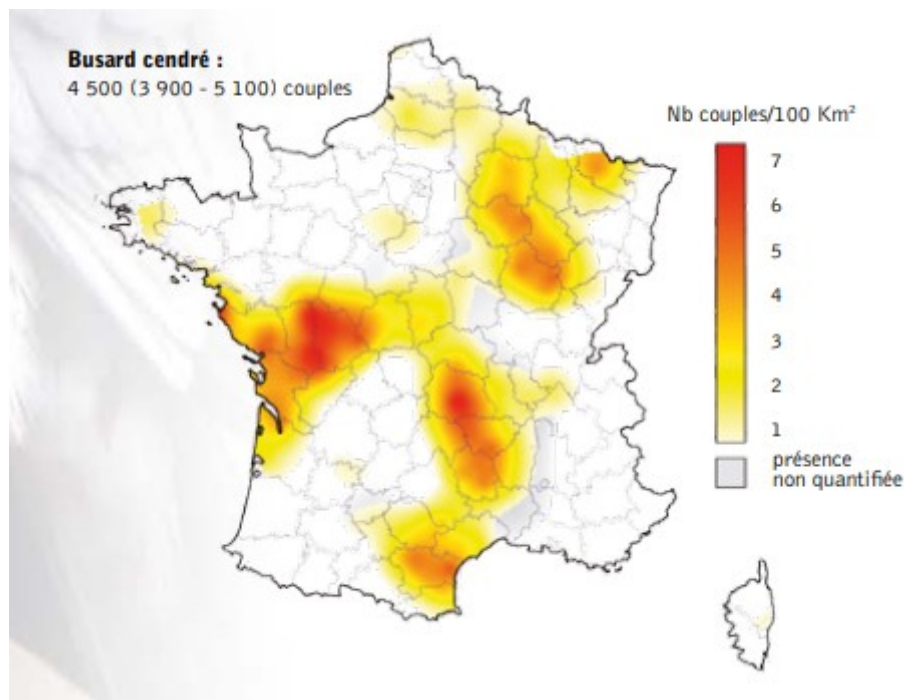 Busard cendré :
4 500 (3 900 - 5 100) couples
Nb couples/100 Km²
7
6
5
4
3
2
1
présence
non quantifiée